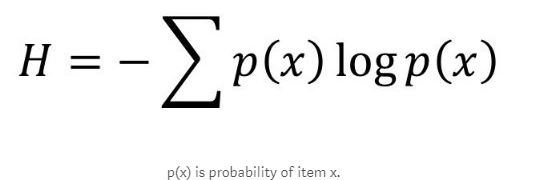 H = − ∑ p(x) log p(x)
p(x) is probability of item x.